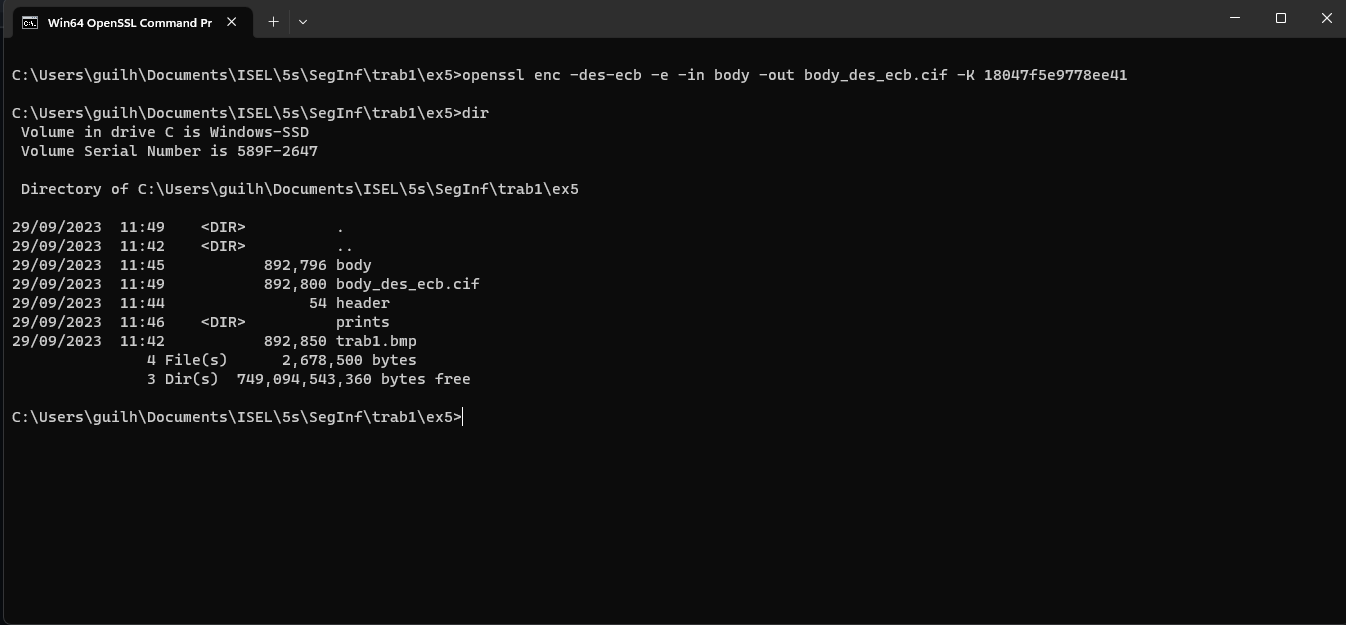 Win64 OpenSSL Command Pr
C:\Users\guilh\Documents\ISEL\5s\SegInf\trab1\ex5>openssl enc -des-ecb -e -in body -out body_des_ecb.cif -K 18047f5e9778ee41
C:\Users\guilh\Documents\ISEL\5s\SegInf\trab1\ex5>dir
Volume in drive C is Windows-SSD
Volume Serial Number is 589F-2647
Directory of C:\Users\guilh\Documents\ISEL\5s\SegInf\trab1\ex5
29/09/2023  11:49    <DIR>          .
29/09/2023  11:42    <DIR>          ..
29/09/2023  11:45           892,796 body
29/09/2023  11:49           892,800 body_des_ecb.cif
29/09/2023  11:44                54 header
29/09/2023  11:46    <DIR>          prints
29/09/2023  11:42           892,850 trab1.bmp
4 File(s)      2,678,500 bytes
3 Dir(s)  749,094,543,360 bytes free
C:\Users\guilh\Documents\ISEL\5s\SegInf\trab1\ex5>